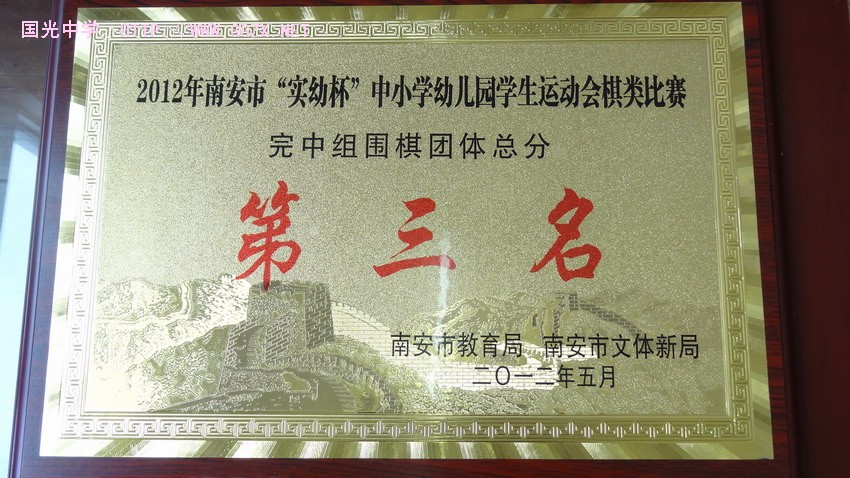 国光中学
2012年南安市“实幼杯”中小学幼儿园学生运动会棋类比赛
完中组围棋团体总分
第三名
南安市教育局 南安市文体新局
二〇一二年五月